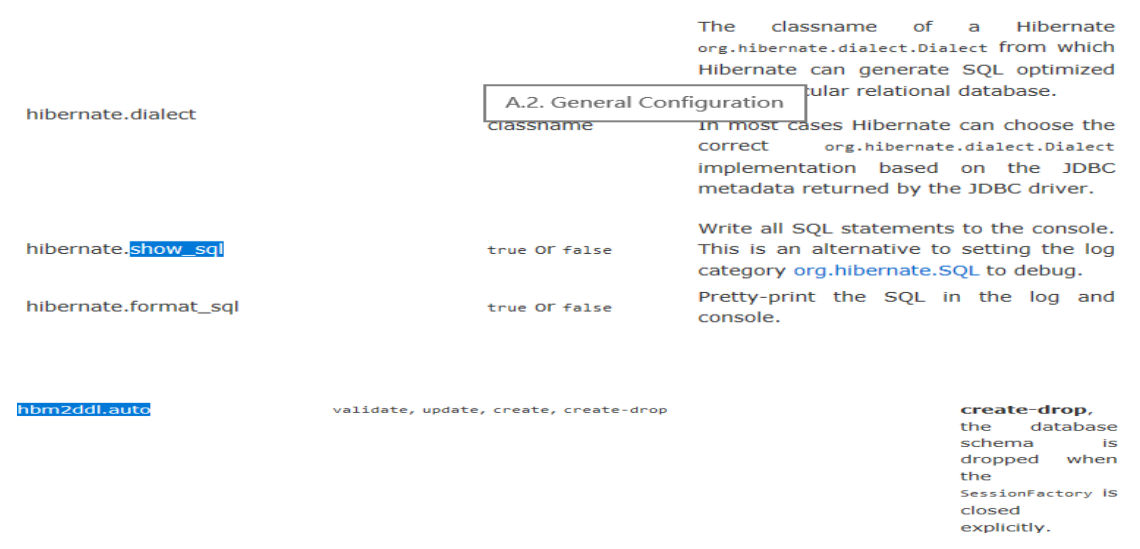 The classname of a Hibernate
org.hibernate.dialect.Dialect from which
Hibernate can generate SQL optimized
A.2. General Configuration
relational database.
hibernate.dialect
classname
In most cases Hibernate can choose the
correct org.hibernate.dialect.Dialect
implementation based on the JDBC
metadata returned by the JDBC driver.
hibernate.show_sql
true or false
Write all SQL statements to the console.
This is an alternative to setting the log
category org.hibernate.SQL to debug.
hibernate.format_sql
true or false
Pretty-print the SQL in the log and
console.
hbm2ddl.auto
validate, update, create, create-drop
create-drop,
the database
schema is
dropped when
the
SessionFactory is
closed
explicitly.